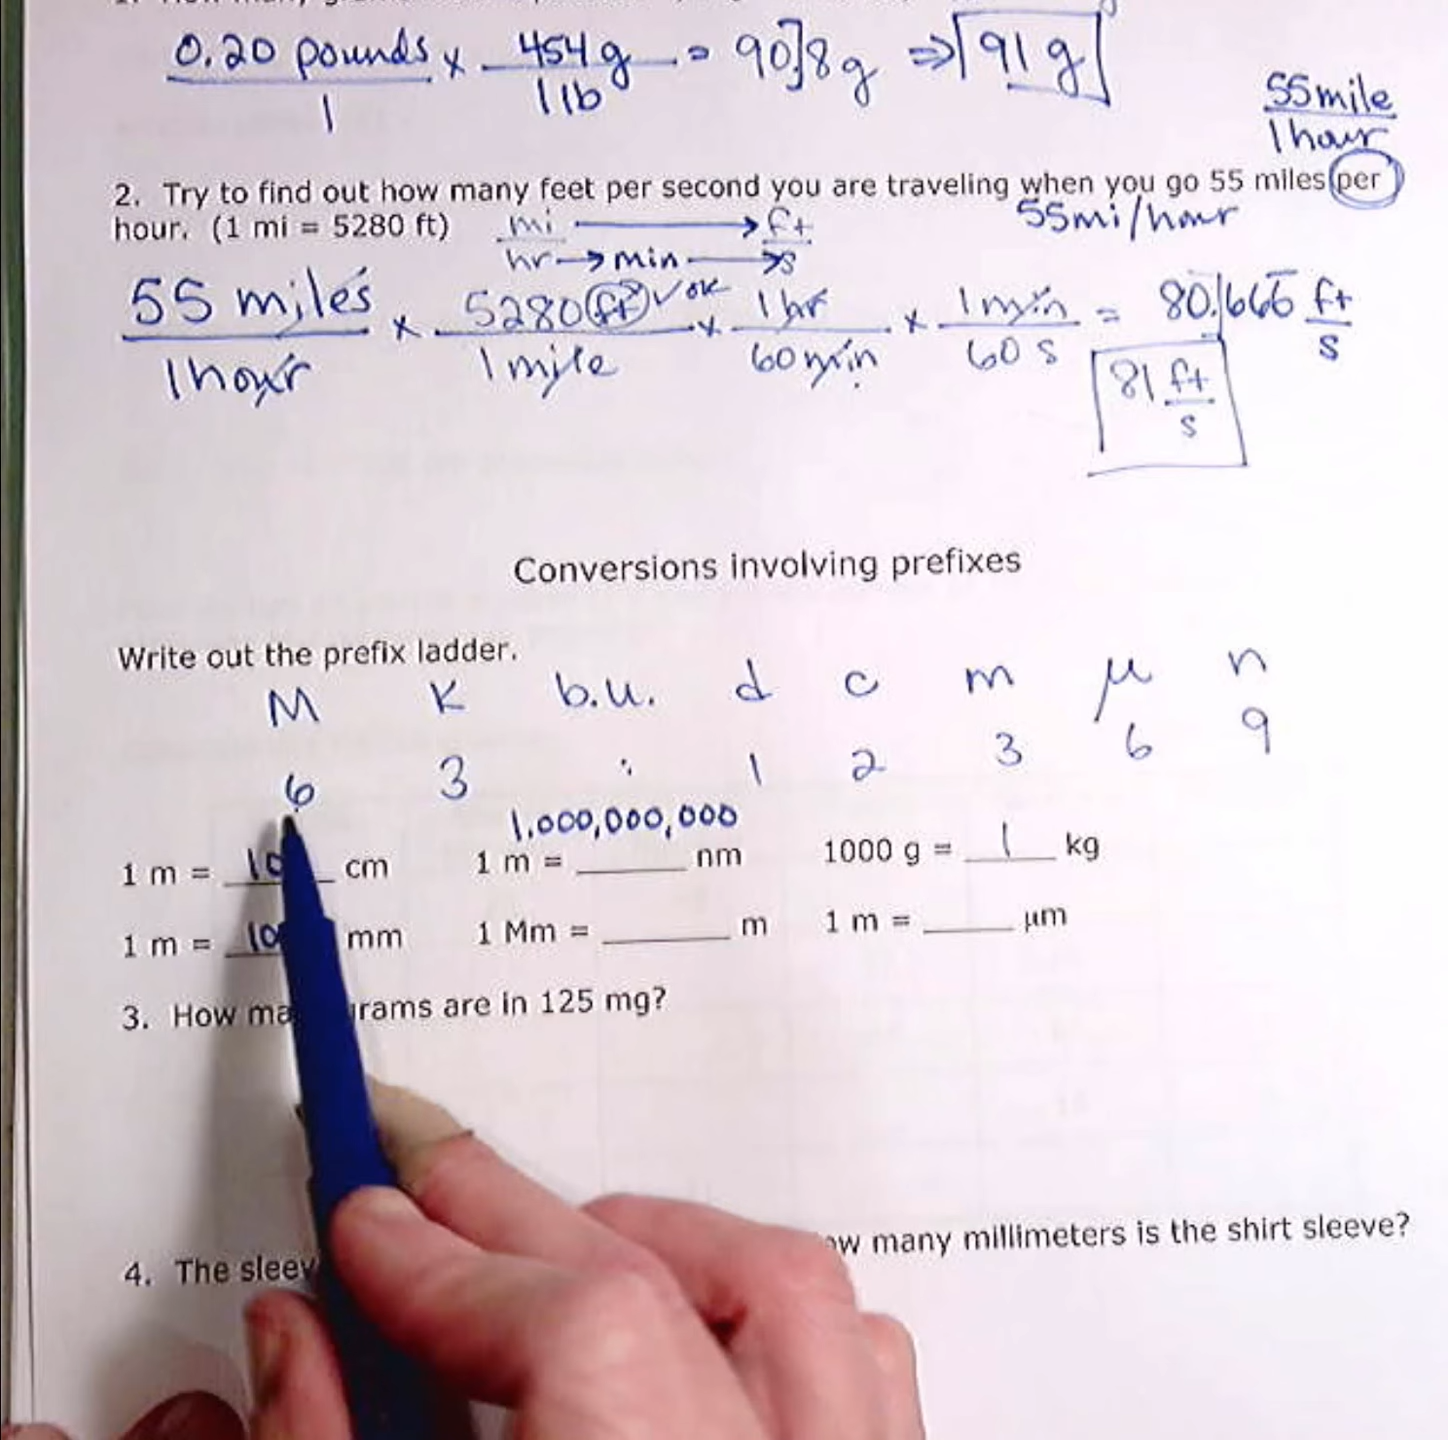 0.20 pounds x 454 g = 90.8 g ⇒ 91 g
1 1 lb
55 mile
1 hour
2. Try to find out how many feet per second you are traveling when you go 55 miles per
hour. (1 mi = 5280 ft) mi → ft 55mi/hour
hr → min → s
55 miles x 5280 ft ✓ok x 1 hr x 1 min = 80.666 ft
1 hour 1 mile 60 min 60 s s
81 ft
s
Conversions involving prefixes
Write out the prefix ladder.
M K b.u. d c m µ n
6 3 : 1 2 3 6 9
1,000,000,000
1 m = cm 1 m = ______ nm 1000 g = 1 kg
1 m = mm 1 Mm = ______ m 1 m = ______ µm
3. How are in 125 mg?
4. The many millimeters is the shirt sleeve?